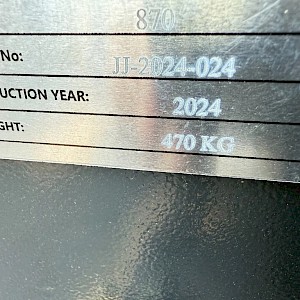 870
No: JJ-2024-024
UCTION YEAR: 2024
GHT: 470 KG